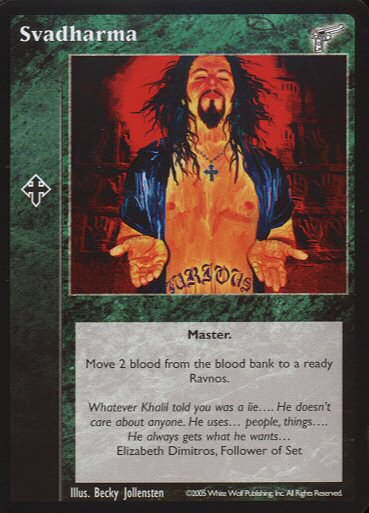 Svadharma
CURIOUS
Master.
Move 2 blood from the blood bank to a ready
Ravnos.
Whatever Khalil told you was a lie.... He doesn't
care about anyone. He uses... people, things....
He always gets what he wants...
Elizabeth Dimitros, Follower of Set
Illus. Becky Jollensten
©2005 White Wolf Publishing, Inc. All Rights Reserved.